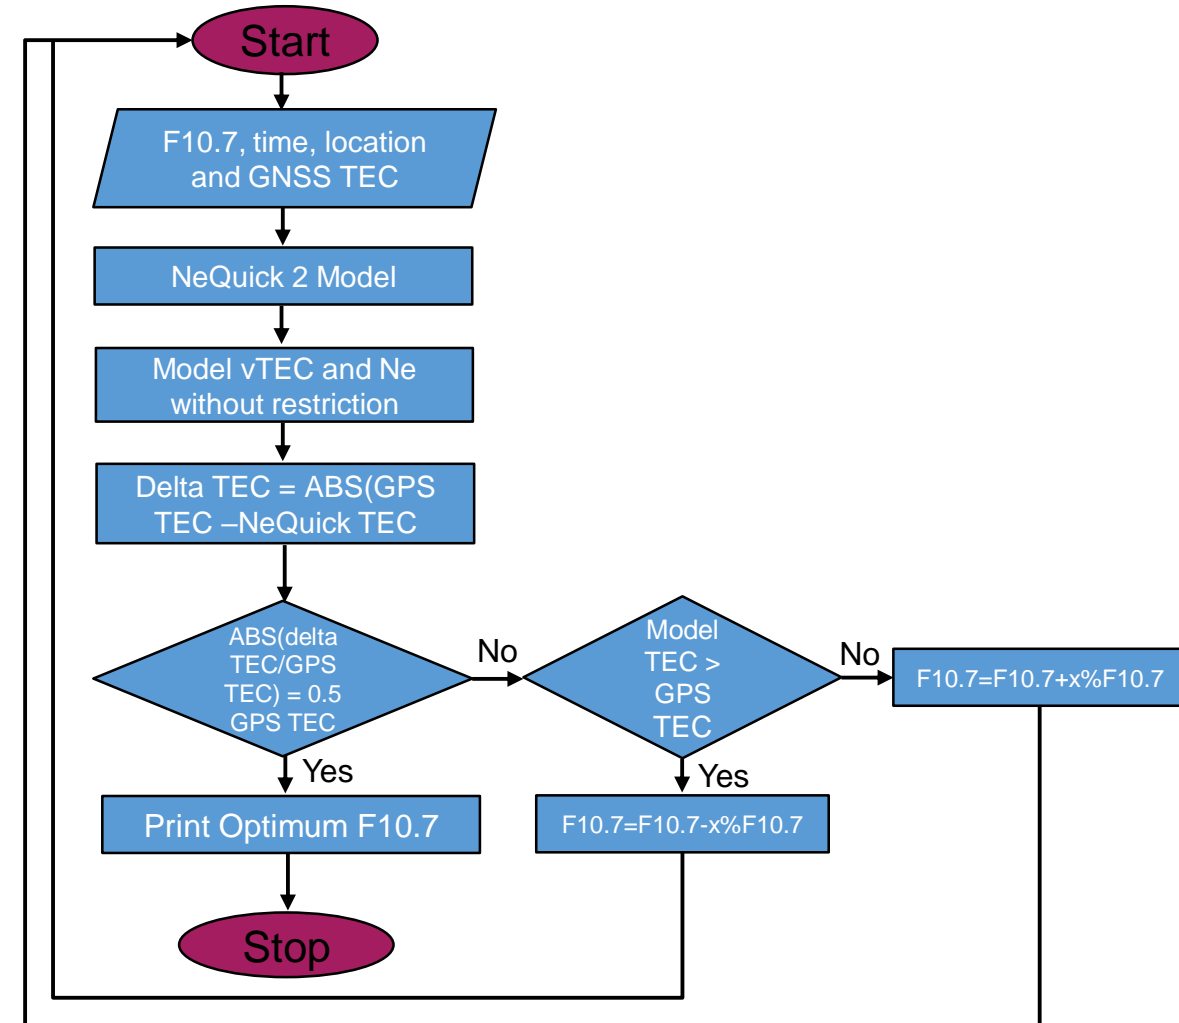 Start
F10.7, time, location
and GNSS TEC
NeQuick 2 Model
Model vTEC and Ne
without restriction
Delta TEC = ABS(GPS
TEC –NeQuick TEC
ABS(delta
TEC/GPS
TEC) = 0.5
GPS TEC
No
Model
TEC >
GPS
TEC
No
F10.7=F10.7+x%F10.7
Yes
Yes
Print Optimum F10.7
F10.7=F10.7-x%F10.7
Stop